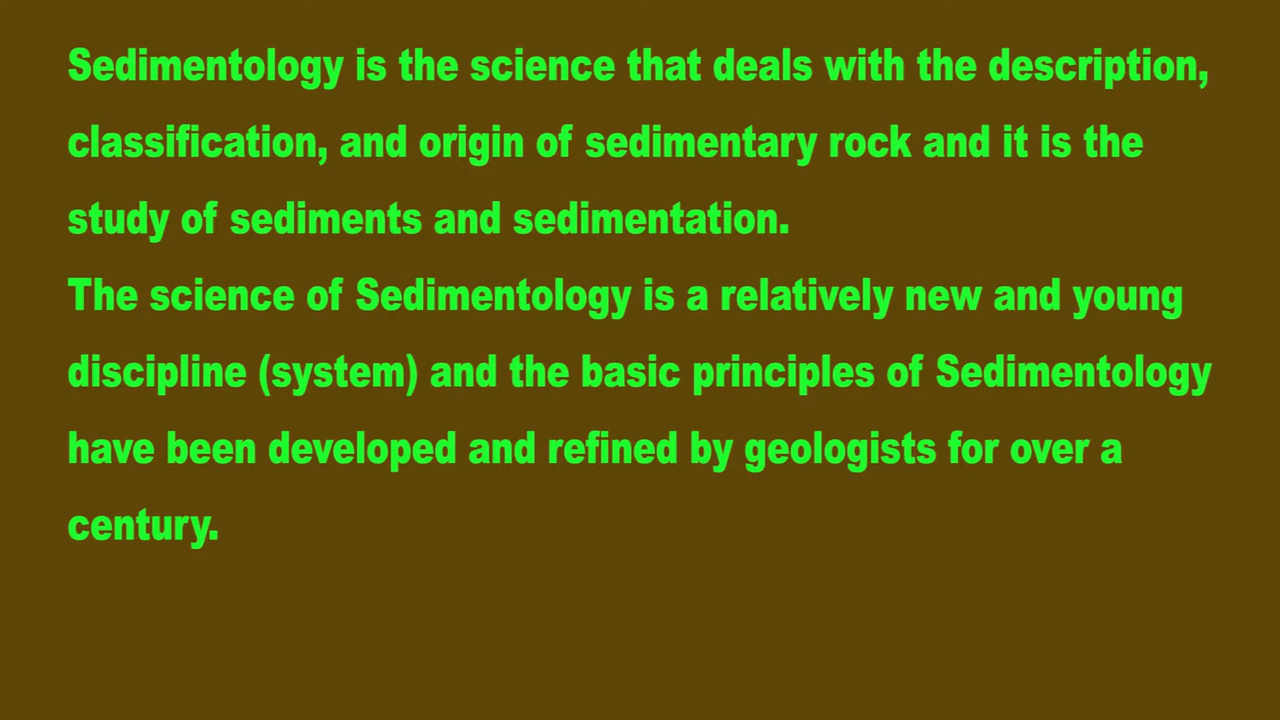 Sedimentology is the science that deals with the description,
classification, and origin of sedimentary rock and it is the
study of sediments and sedimentation.
The science of Sedimentology is a relatively new and young
discipline (system) and the basic principles of Sedimentology
have been developed and refined by geologists for over a
century.